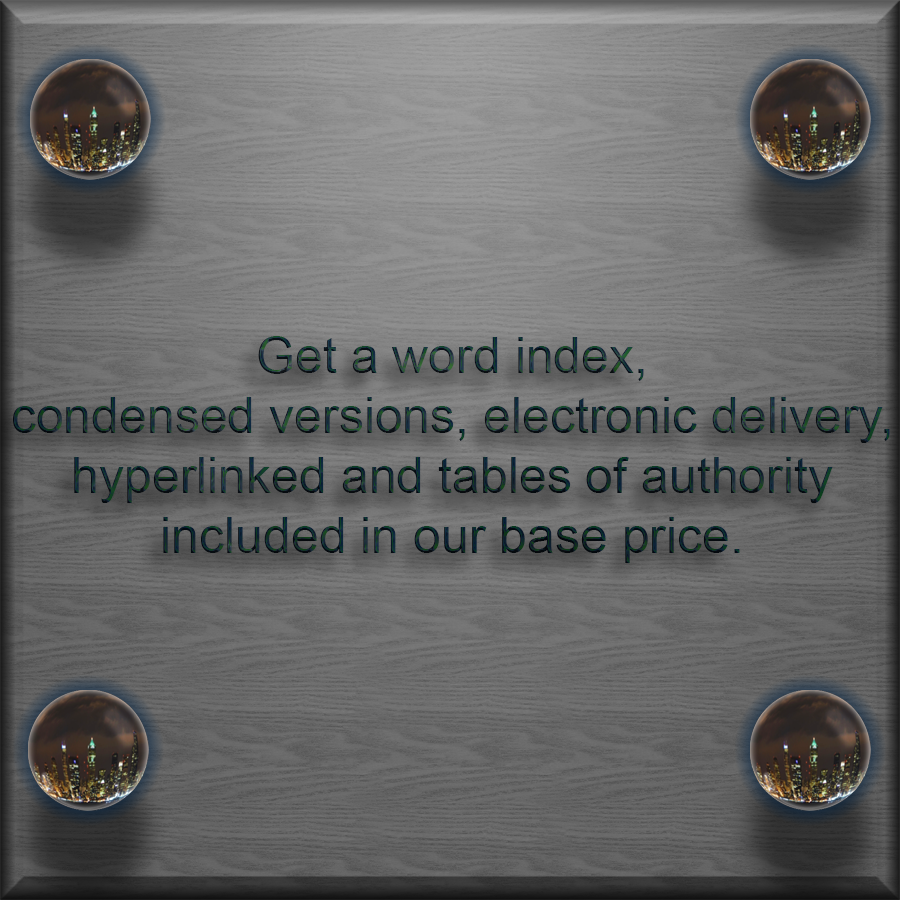 Get a word index,
condensed versions, electronic delivery,
hyperlinked and tables of authority
included in our base price.